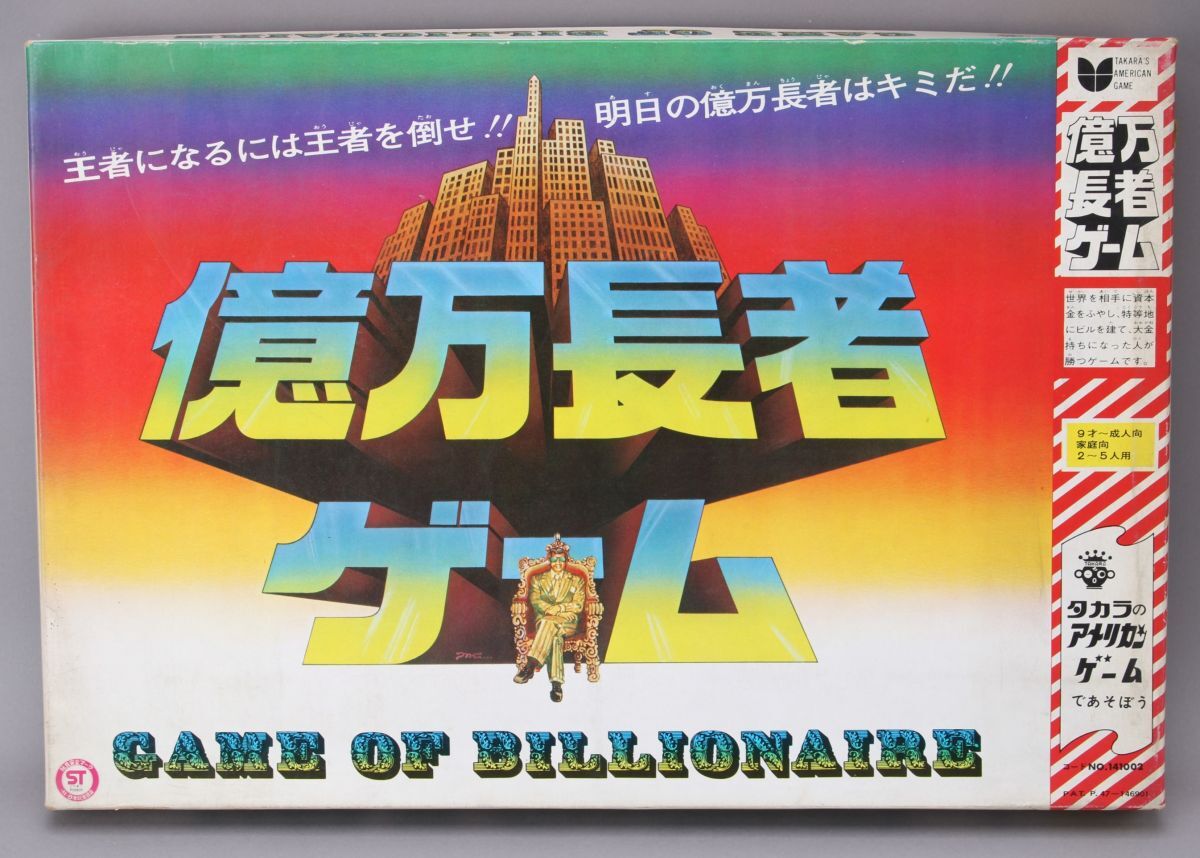 GAME OF BILLIONAIRE
王者になるには王者を倒せ!!
明日の億万長者はキミだ!!
億万長者
ゲーム
GAME OF BILLIONAIRE
ST
TAKARA'S
AMERICAN
GAME
億万
長者
ゲーム
世界を相手に資本
金をふやし、特等地
にビルを建て、大金
持ちになった人が
勝つゲームです。
9才〜成人向
家庭向
2〜5人用
TAKARA
タカラの
アメリカン
ゲーム
であそぼう
コードNO.141002
PAT. P. 47-146901